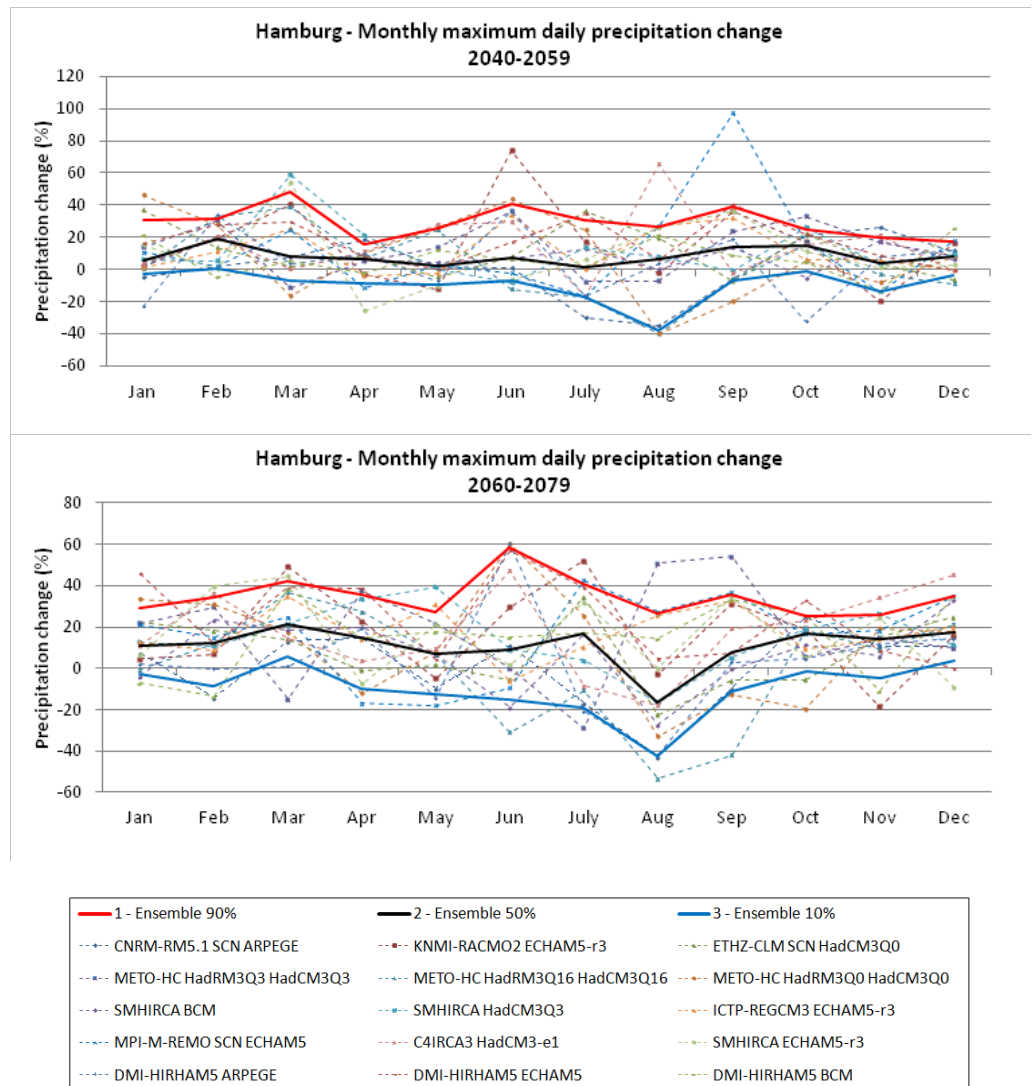 Hamburg - Monthly maximum daily precipitation change
2040-2059
Precipitation change (%)
120
100
80
60
40
20
0
-20
-40
-60
Jan Feb Mar Apr May Jun July Aug Sep Oct Nov Dec
Hamburg - Monthly maximum daily precipitation change
2060-2079
Precipitation change (%)
80
60
40
20
0
-20
-40
-60
Jan Feb Mar Apr May Jun July Aug Sep Oct Nov Dec
1 - Ensemble 90% 2 - Ensemble 50% 3 - Ensemble 10%
CNRM-RM5.1 SCN ARPEGE KNMI-RACMO2 ECHAM5-r3 ETHZ-CLM SCN HadCM3Q0
METO-HC HadRM3Q3 HadCM3Q3 METO-HC HadRM3Q16 HadCM3Q16 METO-HC HadRM3Q0 HadCM3Q0
SMHIRCA BCM SMHIRCA HadCM3Q3 ICTP-REGCM3 ECHAM5-r3
MPI-M-REMO SCN ECHAM5 C4IRCA3 HadCM3-e1 SMHIRCA ECHAM5-r3
DMI-HIRHAM5 ARPEGE DMI-HIRHAM5 ECHAM5 DMI-HIRHAM5 BCM